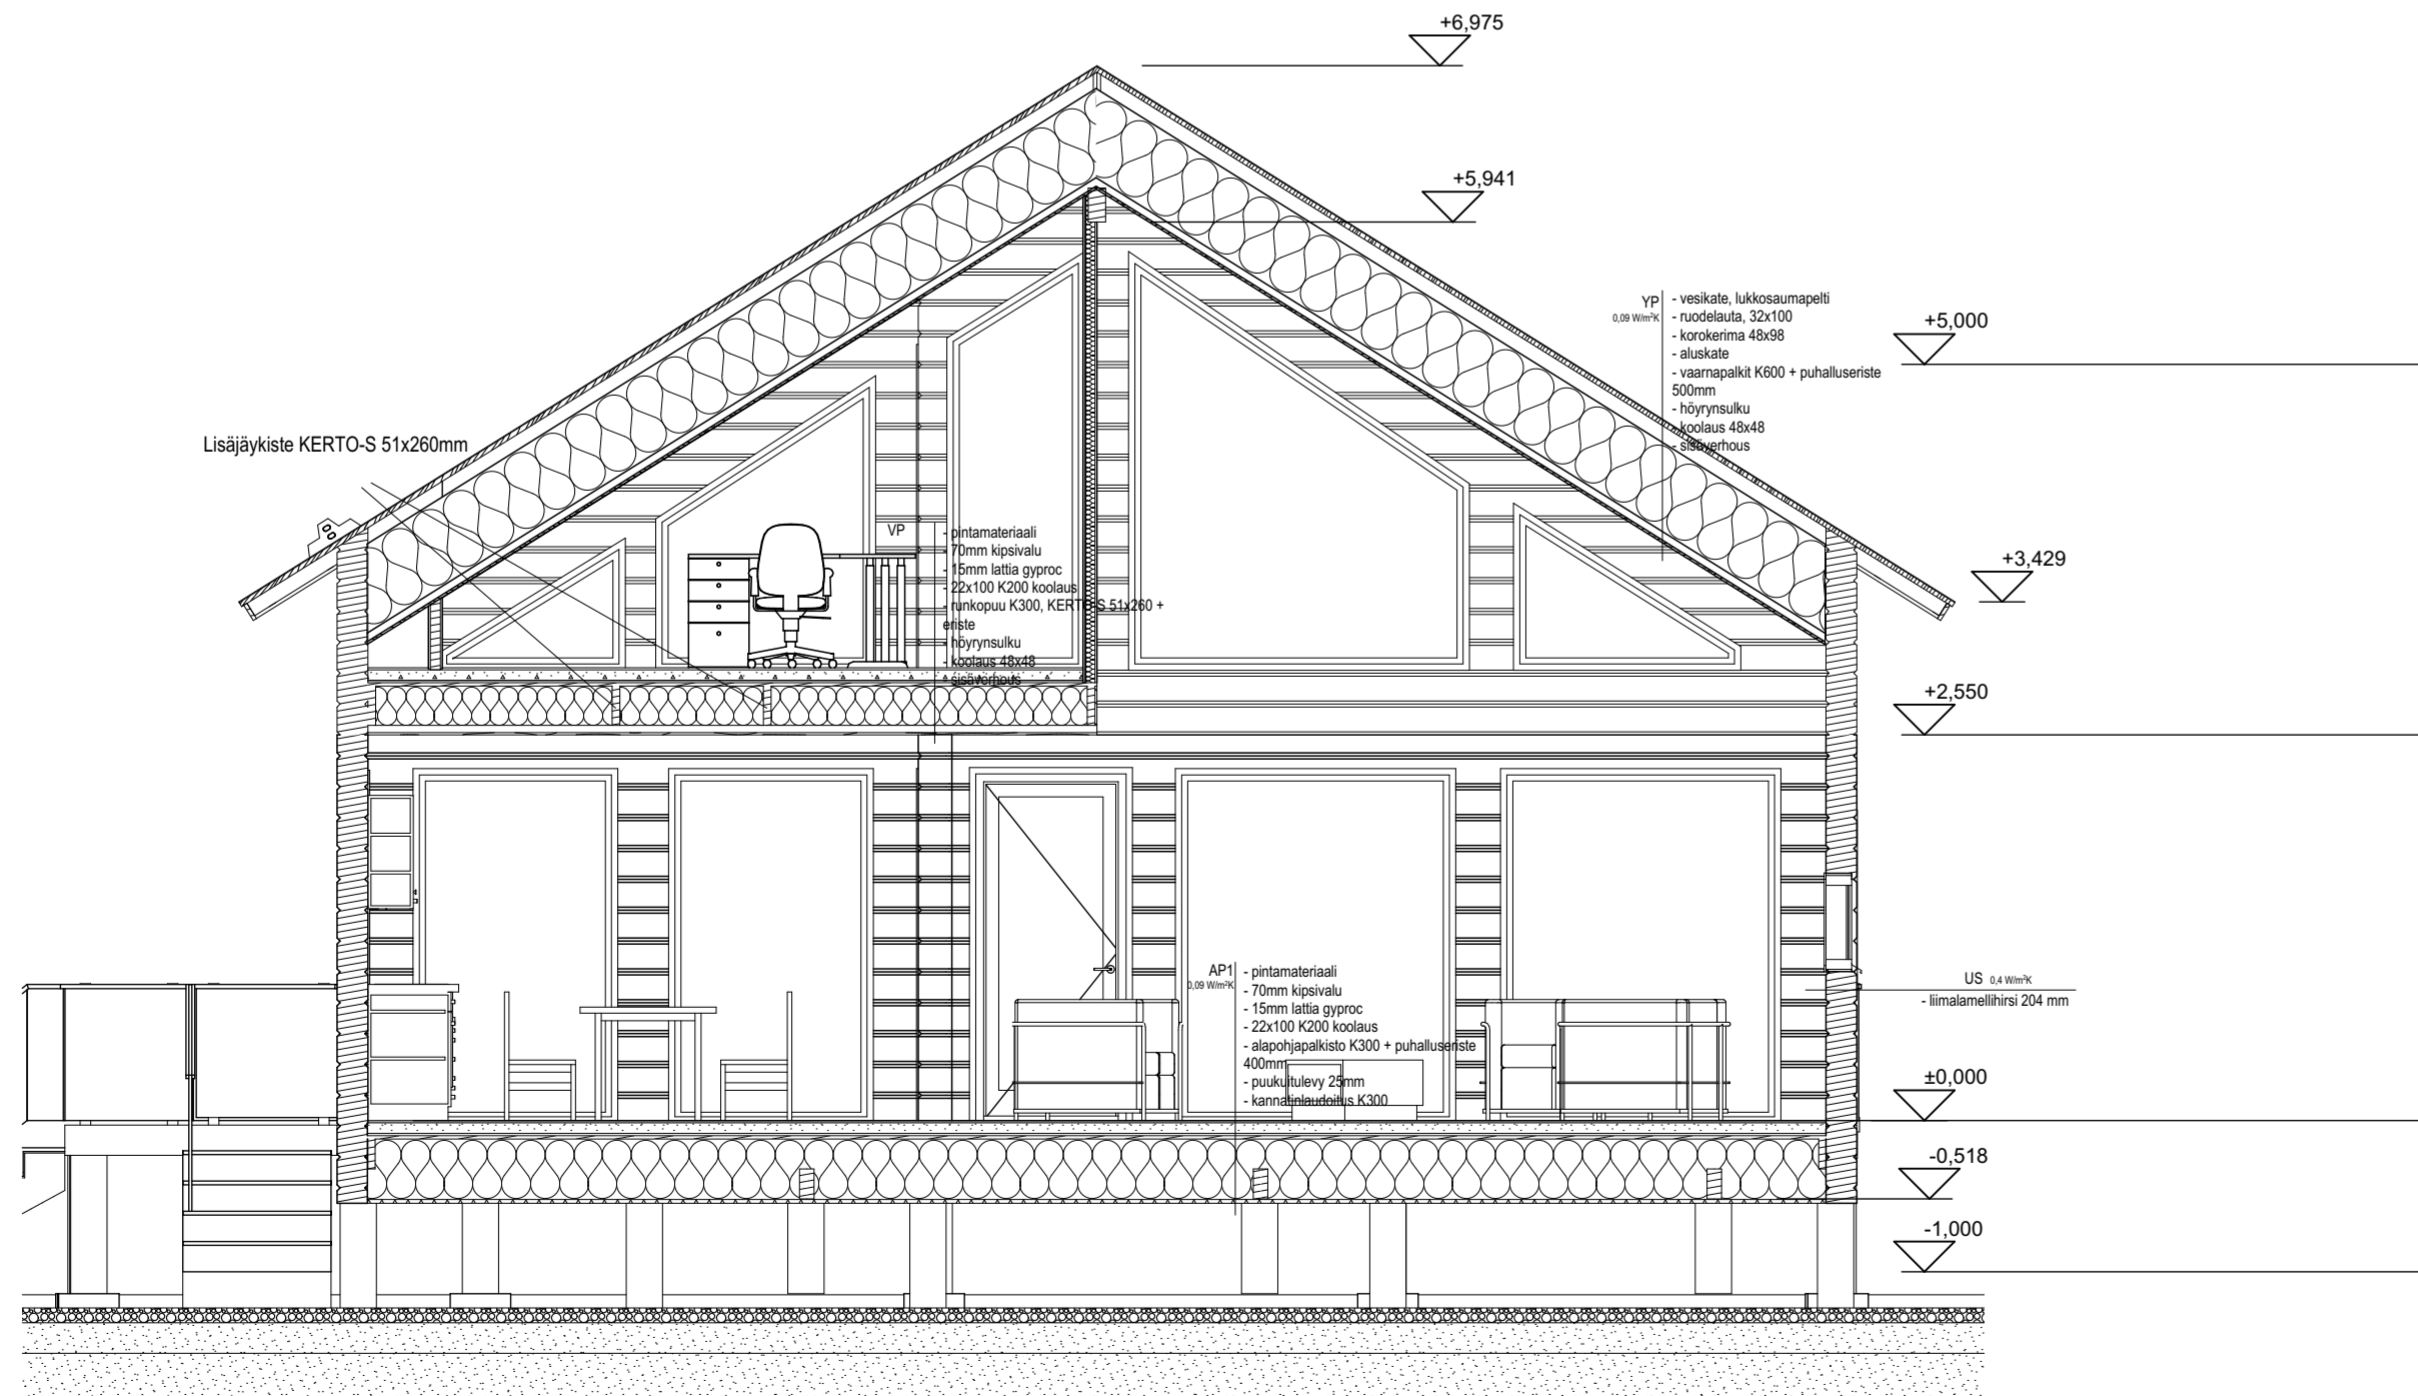 +6,975
+5,941
YP
0,09 W/m²K
- vesikate, lukkosaumapelti
- ruodelauta, 32x100
- korokerima 48x98
- aluskate
- vaarnapalkit K600 + puhalluseriste
500mm
- höyrynsulku
- koolaus 48x48
- sisäverhous
+5,000
Lisäjäykiste KERTO-S 51x260mm
VP
- pintamateriaali
- 70mm kipsivalu
- 15mm lattia gyproc
- 22x100 K200 koolaus
- runkopuu K300, KERTO-S 51x260 +
eriste
- höyrynsulku
- koolaus 48x48
- sisäverhous
+3,429
+2,550
AP1
0,09 W/m²K
- pintamateriaali
- 70mm kipsivalu
- 15mm lattia gyproc
- 22x100 K200 koolaus
- alapohjapalkisto K300 + puhalluseriste
400mm
- puukuitulevy 25mm
- kannatinlaudoitus K300
US 0,4 W/m²K
- liimalamellihirsi 204 mm
±0,000
-0,518
-1,000